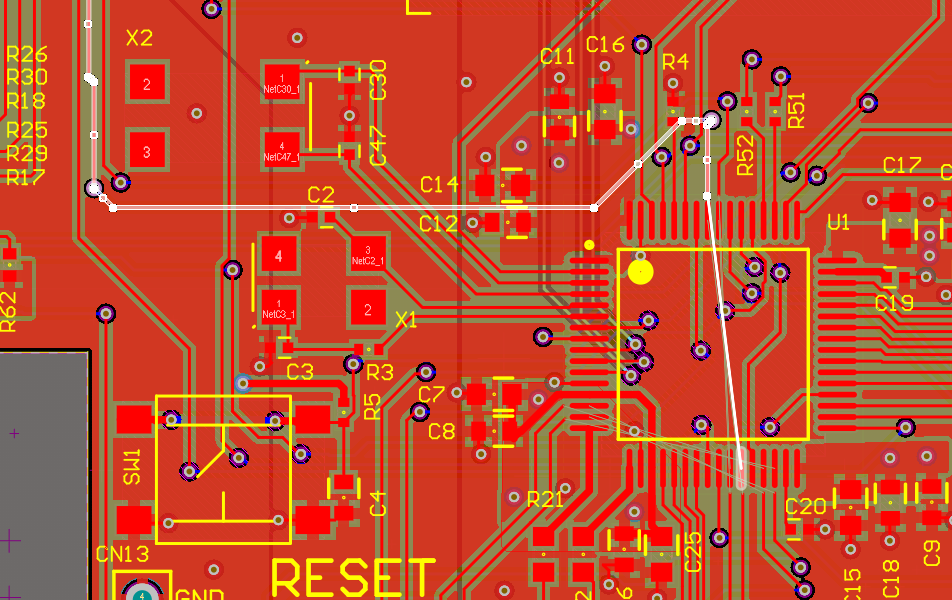 R26
R30
R18
R25
R29
R17
X2
2
3
1
NetC30_1
4
NetC47_1
C30
C47
C11
C16
R4
R51
R52
C14
C12
C2
4
3
NetC2_1
1
NetC3_1
2
X1
C3
R3
R5
R62
C7
C8
U1
C17
C19
SW1
C4
R21
CN13
RESET
GND
4
C25
C20
C15
C18
C9